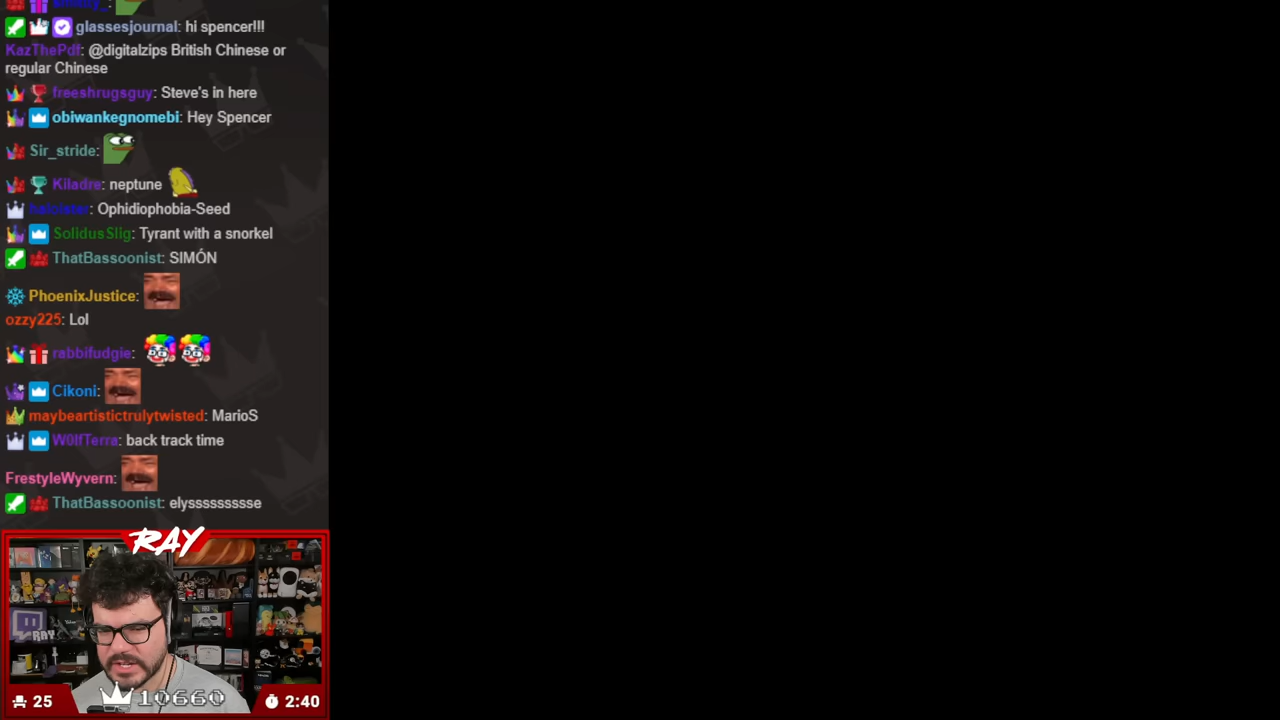 glassesjournal: hi spencer!!!
KazThePdf: @digitalzips British Chinese or
regular Chinese
freeshrugsguy: Steve's in here
obiwankegnomebi: Hey Spencer
Sir_stride:
Kiladre: neptune
: Ophidiophobia-Seed
SolidusSlig: Tyrant with a snorkel
ThatBassoonist: SIMÓN
PhoenixJustice:
ozzy225: Lol
rabbifudgie:
Cikoni:
maybeartistictrulytwisted: MarioS
W0lfTerra: back track time
FrestyleWyvern:
ThatBassoonist: elyssssssssse
RAY
RAY
25
10660
2:40